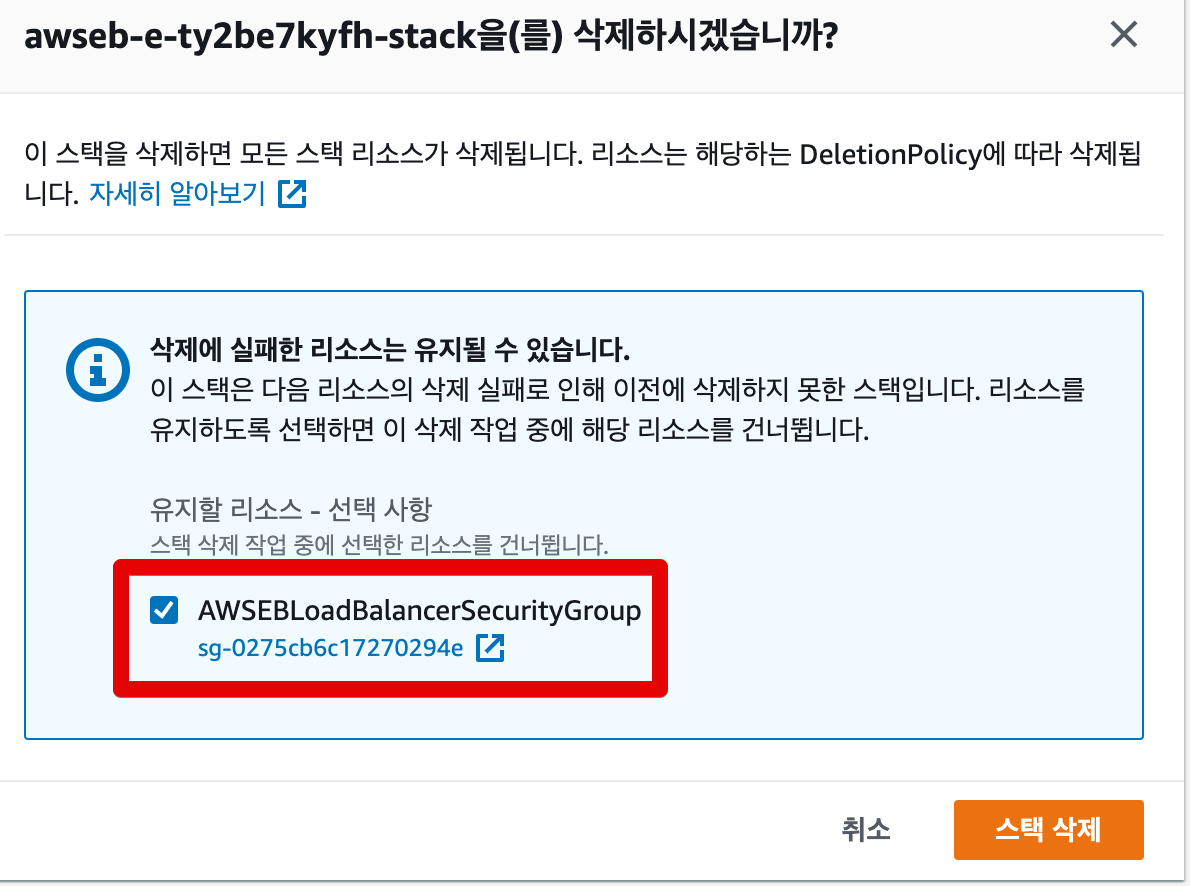 awseb-e-ty2be7kyfh-stack을(를) 삭제하시겠습니까?
이 스택을 삭제하면 모든 스택 리소스가 삭제됩니다. 리소스는 해당하는 DeletionPolicy에 따라 삭제됩
니다. 자세히 알아보기
삭제에 실패한 리소스는 유지될 수 있습니다.
이 스택은 다음 리소스의 삭제 실패로 인해 이전에 삭제하지 못한 스택입니다. 리소스를
유지하도록 선택하면 이 삭제 작업 중에 해당 리소스를 건너뜁니다.
유지할 리소스 - 선택 사항
스택 삭제 작업 중에 선택한 리소스를 건너뜁니다.
AWSEBLoadBalancerSecurityGroup
sg-0275cb6c17270294e
취소
스택 삭제